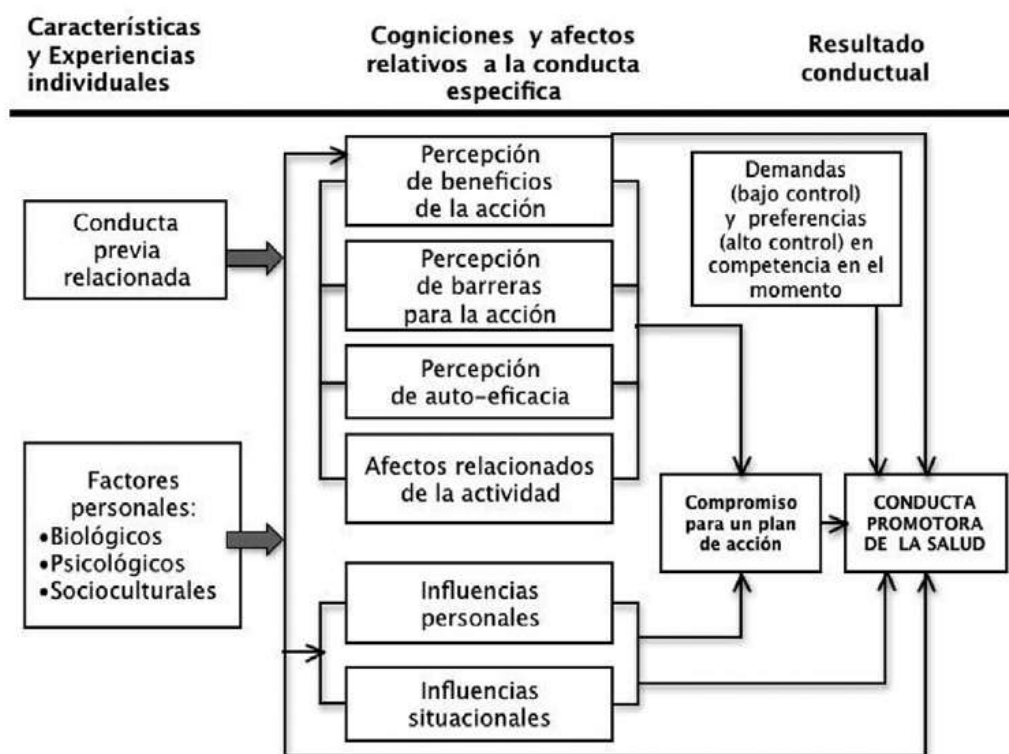 Características
y Experiencias
individuales
Cogniciones y afectos
relativos a la conducta
especifica
Resultado
conductual
Conducta
previa
relacionada
Factores
personales:
•Biológicos
•Psicológicos
•Socioculturales
Percepción
de beneficios
de la acción
Percepción
de barreras
para la acción
Percepción
de auto-eficacia
Afectos relacionados
de la actividad
Influencias
personales
Influencias
situacionales
Demandas
(bajo control)
y preferencias
(alto control) en
competencia en el
momento
Compromiso
para un plan
de acción
CONDUCTA
PROMOTORA
DE LA SALUD